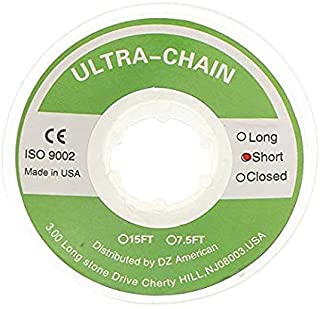 ULTRA-CHAIN
CE
ISO 9002
Made in USA
Long
Short
Closed
15FT 7.5FT
Distributed by DZ American
3.00 Long stone Drive Cherty HILL,NJ08003.USA